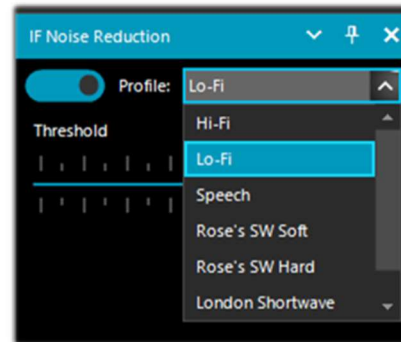 IF Noise Reduction
Profile: Lo-Fi
Threshold
Hi-Fi
Lo-Fi
Speech
Rose's SW Soft
Rose's SW Hard
London Shortwave